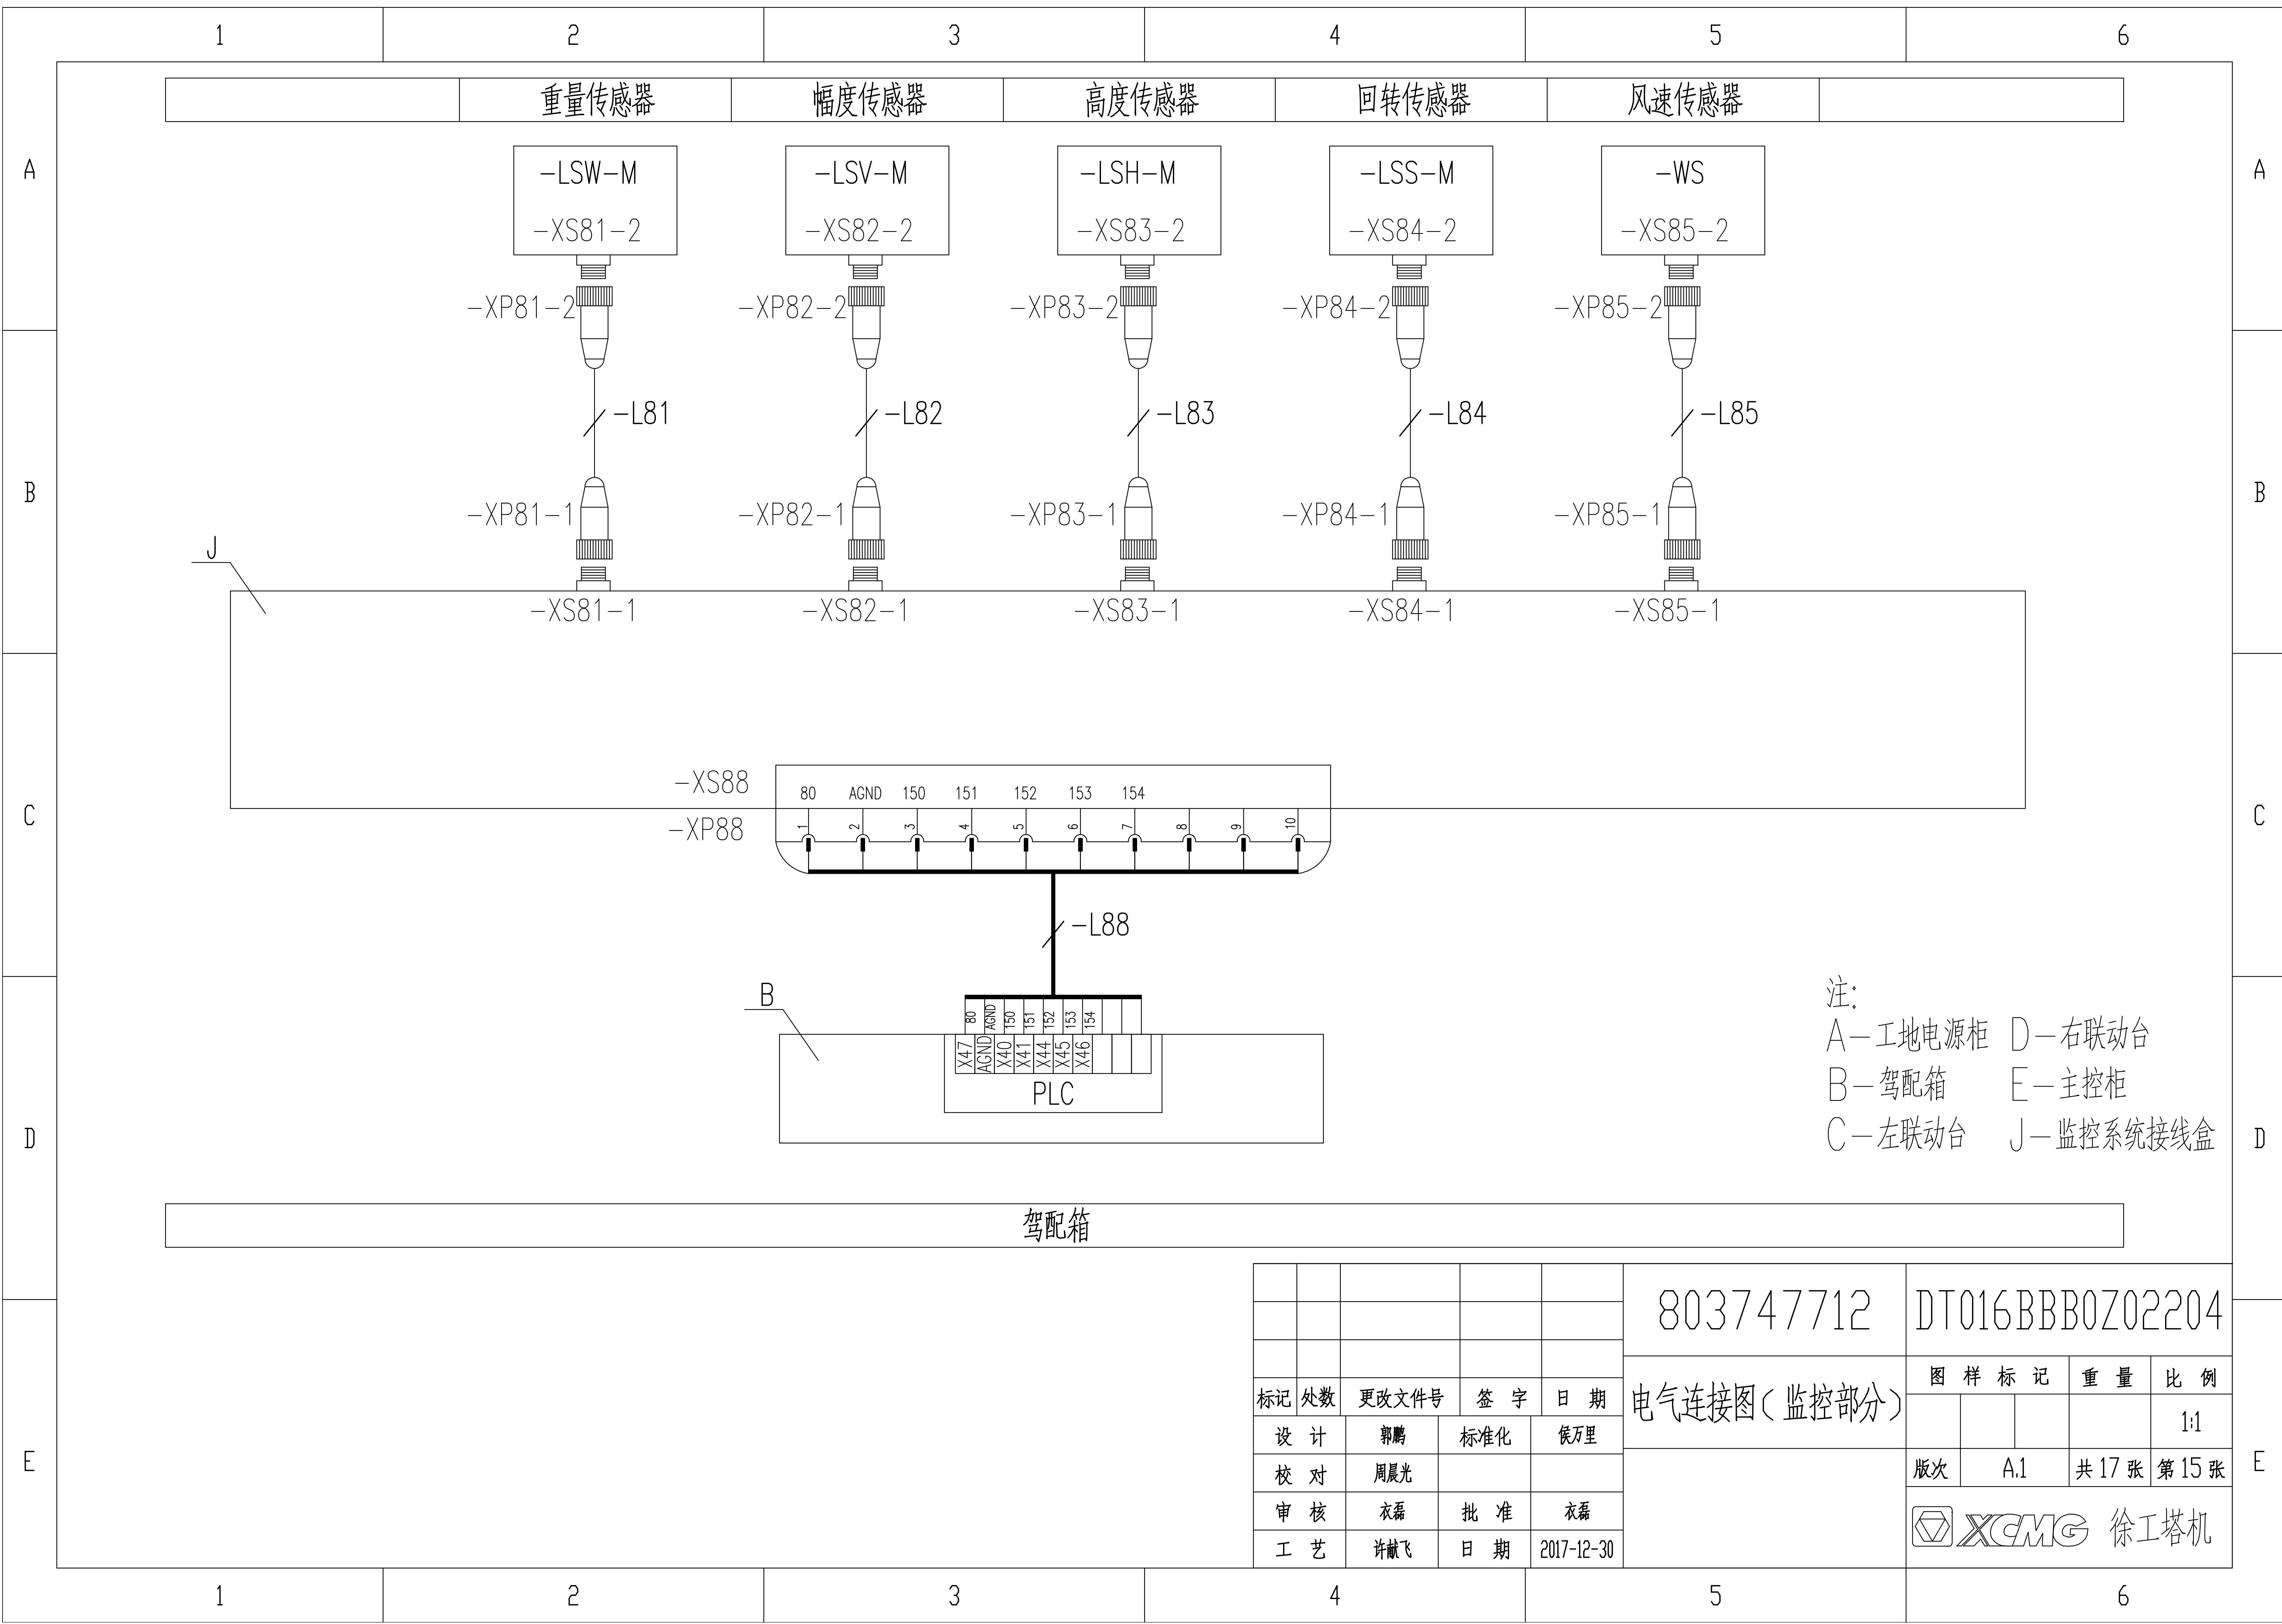 1 2 3 4 5 6
重量传感器 幅度传感器 高度传感器 回转传感器 风速传感器
A A
-LSW-M -LSV-M -LSH-M -LSS-M -WS
-XS81-2 -XS82-2 -XS83-2 -XS84-2 -XS85-2
-XP81-2 -XP82-2 -XP83-2 -XP84-2 -XP85-2
-L81 -L82 -L83 -L84 -L85
B B
-XP81-1 -XP82-1 -XP83-1 -XP84-1 -XP85-1
J
-XS81-1 -XS82-1 -XS83-1 -XS84-1 -XS85-1
-XS88
80 AGND 150 151 152 153 154
C C
-XP88
1 2 3 4 5 6 7 8 9 10
-L88
B
80 AGND 150 151 152 153 154
X47 AGND X40 X41 X44 X45 X46
PLC
注:
A-工地电源柜 D-右联动台
B-驾配箱 E-主控柜
C-左联动台 J-监控系统接线盒
D D
驾配箱
803747712 DT016BBB0Z02204
标记 处数 更改文件号 签字 日期
电气连接图(监控部分)
图样标记 重量 比例
1:1
设计 郭鹏 标准化 侯万里
校对 周晨光
版次 A.1 共17张 第15张
E E
审核 衣磊 批准 衣磊
工艺 许献飞 日期 2017-12-30
XCMG 徐工塔机
1 2 3 4 5 6